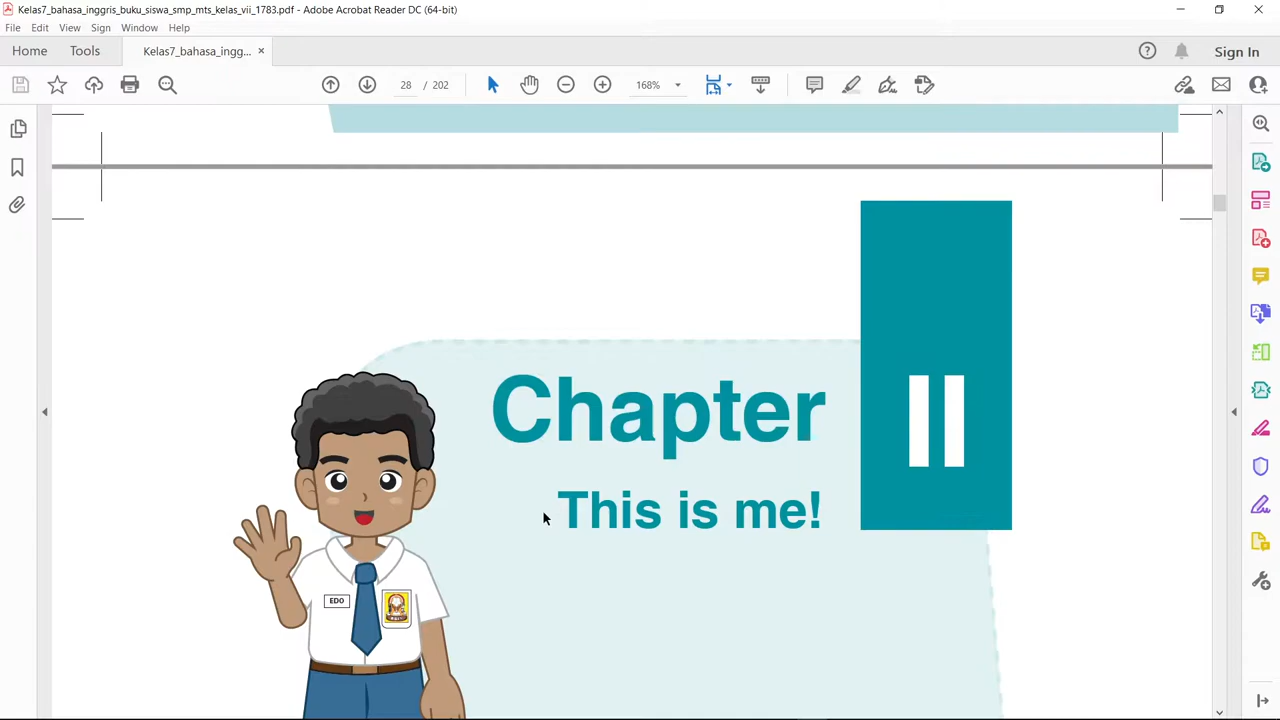 Kelas7_bahasa_inggris_buku_siswa_smp_mts_kelas_vii_1783.pdf - Adobe Acrobat Reader DC (64-bit)
File Edit View Sign Window Help
Home Tools Kelas7_bahasa_ingg... × Sign In
28 / 202 168%
Chapter
II
This is me!
EDO